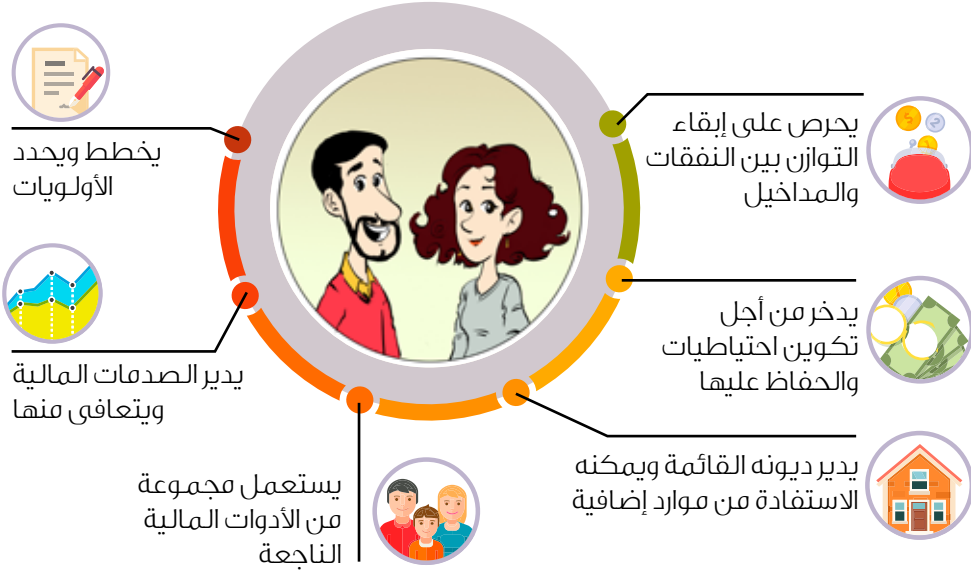 يحرص على إبقاء
التوازن بين النفقات
والمداخيل
يدخر من أجل
تكوين احتياطيات
والحفاظ عليها
يدير ديونه القائمة ويمكنه
الاستفادة من موارد إضافية
يستعمل مجموعة
من الأدوات المالية
الناجعة
يدير الصدمات المالية
ويتعافى منها
يخطط ويحدد
الأولويات